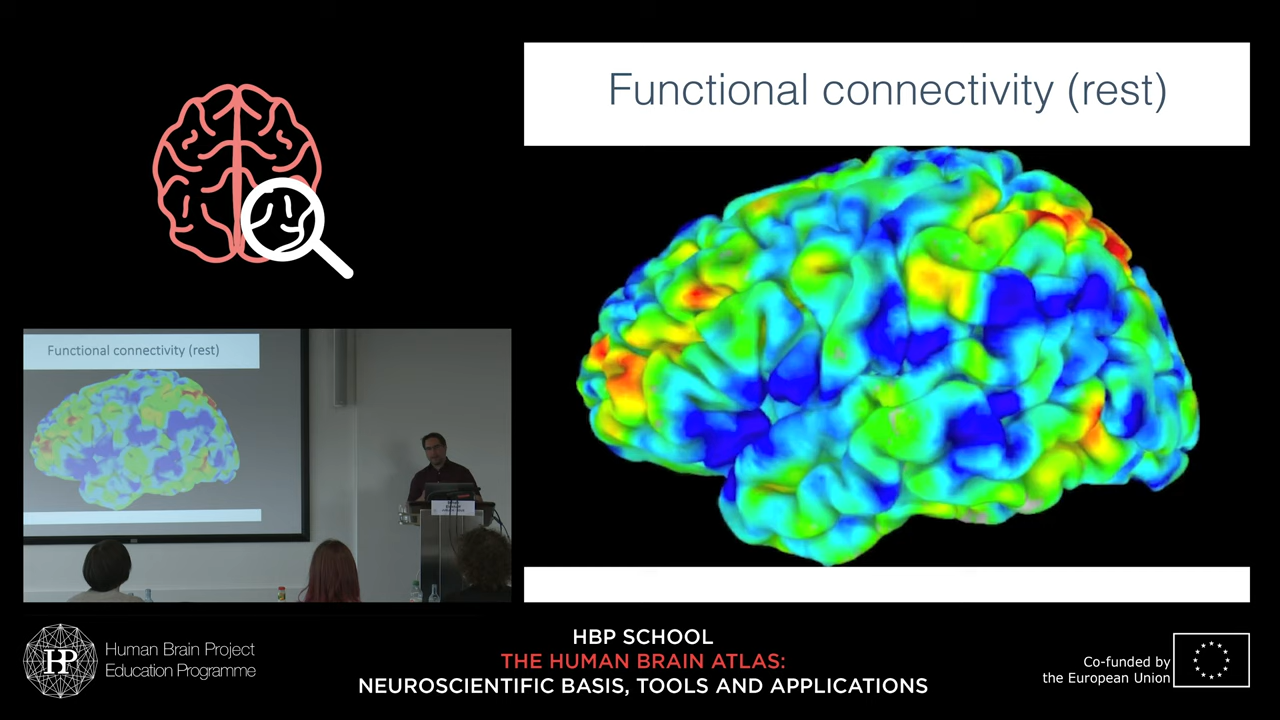 Functional connectivity (rest)
Functional connectivity (rest)
HBP
Human Brain Project
Education Programme
HBP SCHOOL
THE HUMAN BRAIN ATLAS:
NEUROSCIENTIFIC BASIS, TOOLS AND APPLICATIONS
Co-funded by
the European Union